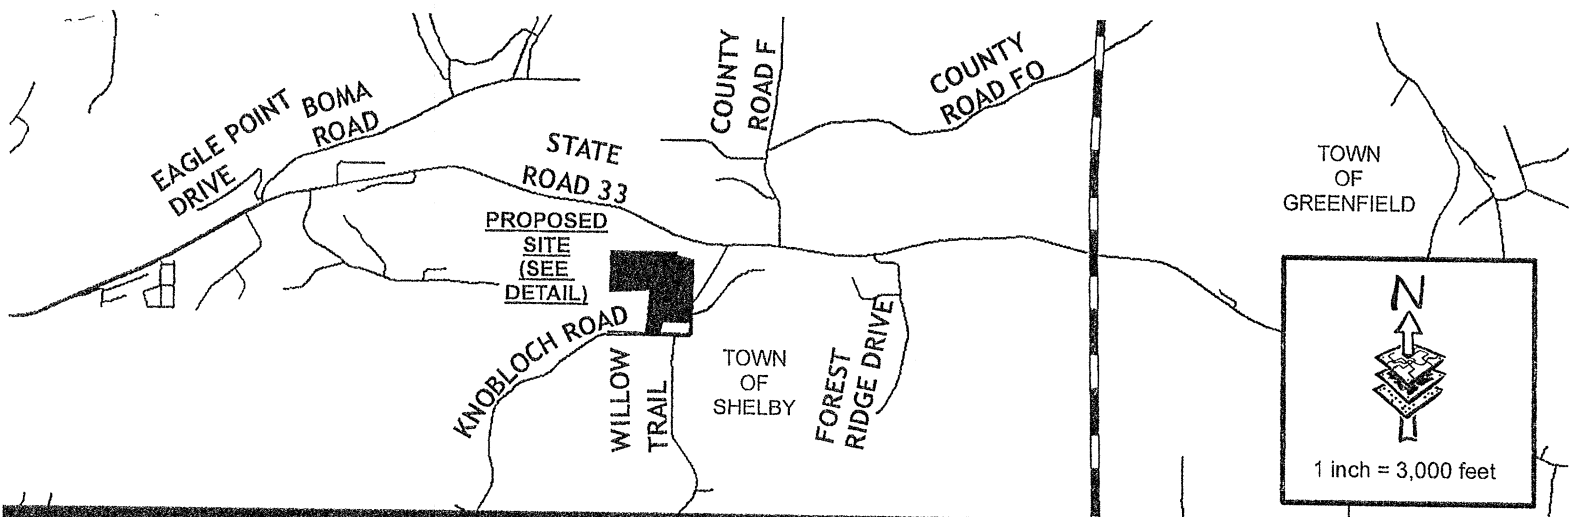 EAGLE POINT
DRIVE
BOMA
ROAD
STATE
ROAD 33
COUNTY
ROAD F
COUNTY
ROAD FO
TOWN
OF
GREENFIELD
PROPOSED
SITE
(SEE
DETAIL)
KNOBLOCH ROAD
WILLOW
TRAIL
TOWN
OF
SHELBY
FOREST
RIDGE DRIVE
N
1 inch = 3,000 feet